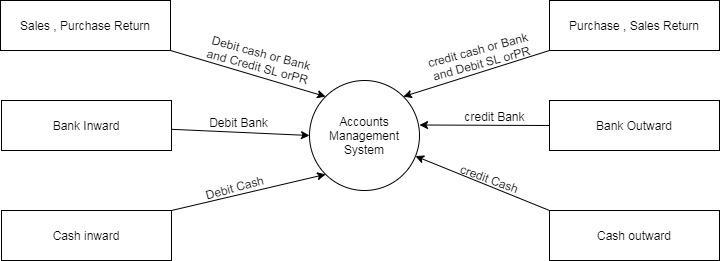 Sales , Purchase Return
Purchase , Sales Return
Debit cash or Bank
and Credit SL orPR
credit cash or Bank
and Debit SL orPR
Bank Inward
Debit Bank
Accounts
Management
System
credit Bank
Bank Outward
Debit Cash
credit Cash
Cash inward
Cash outward